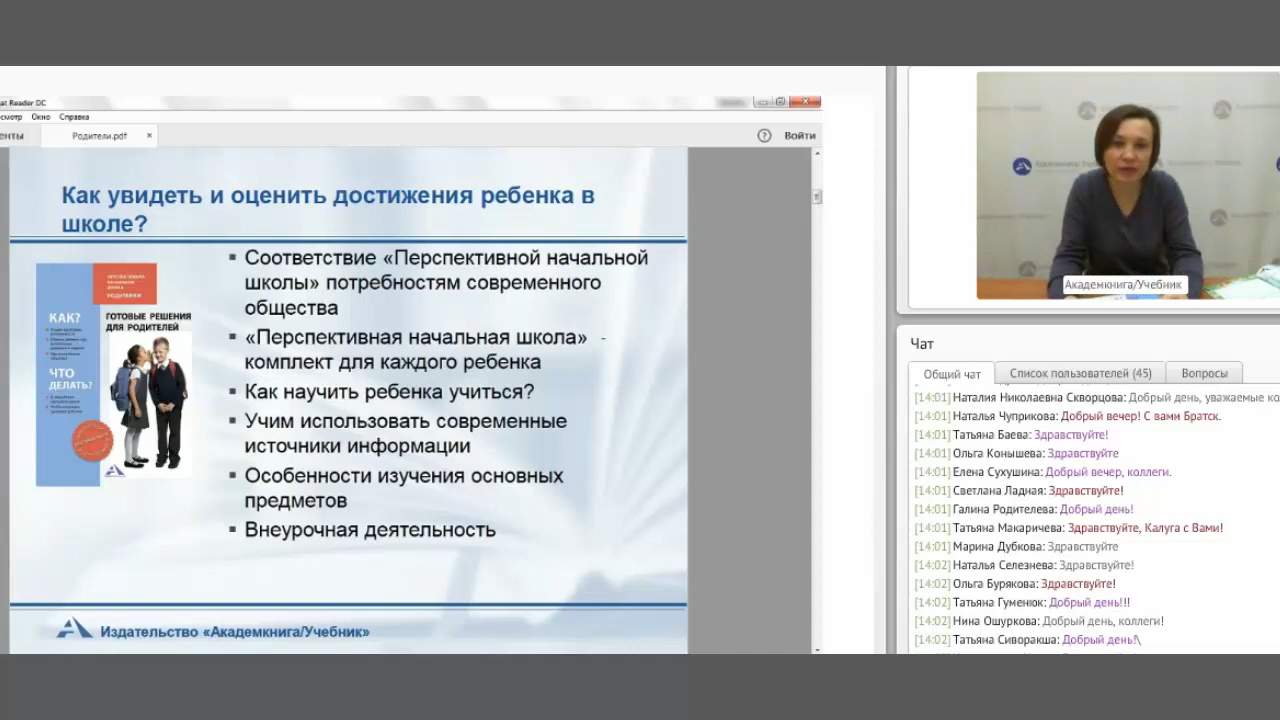 at Reader DC
смотр Окно Справка
енты
Родители.pdf
×
?
Войти
Как увидеть и оценить достижения ребенка в
школе?
Соответствие «Перспективной начальной
школы» потребностям современного
общества
«Перспективная начальная школа» -
комплект для каждого ребенка
Как научить ребенка учиться?
Учим использовать современные
источники информации
Особенности изучения основных
предметов
Внеурочная деятельность
КАК?
ЧТО
ДЕЛАТЬ?
ГОТОВЫЕ РЕШЕНИЯ
ДЛЯ РОДИТЕЛЕЙ
Издательство «Академкнига/Учебник»
Академкнига/Учебник
Чат
Общий чат
Список пользователей (45)
Вопросы
[14:01] Наталия Николаевна Скворцова: Добрый день, уважаемые ко
[14:01] Наталья Чуприкова: Добрый вечер! С вами Братск.
[14:01] Татьяна Баева: Здравствуйте!
[14:01] Ольга Конышева: Здравствуйте
[14:01] Елена Сухушина: Добрый вечер, коллеги.
[14:01] Светлана Ладная: Здравствуйте!
[14:01] Галина Родителева: Добрый день!
[14:01] Татьяна Макаричева: Здравствуйте, Калуга с Вами!
[14:01] Марина Дубкова: Здравствуйте
[14:02] Наталья Селезнева: Здравствуйте!
[14:02] Ольга Бурякова: Здравствуйте!
[14:02] Татьяна Гуменюк: Добрый день!!!
[14:02] Нина Ошуркова: Добрый день, коллеги!
[14:02] Татьяна Сиворакша: Добрый день!\